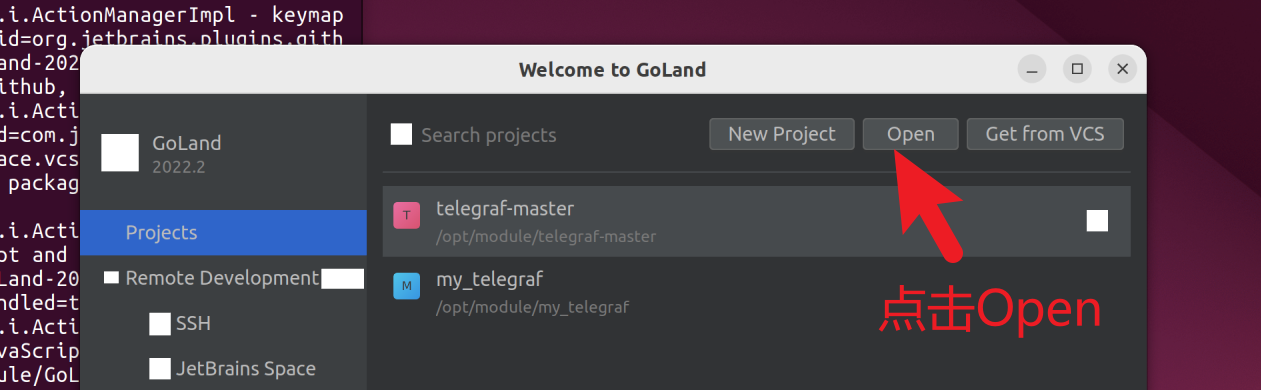 .i.ActionManagerImpl - keymap
id=org.jetbrains.plugins.gith
and-202
ithub,
.i.Acti
d=com.j
ace.vcs
packag
.i.Acti
pt and
Land-20
ndled=t
.i.Acti
vaScrip
ule/GoL
Welcome to GoLand
GoLand
2022.2
Search projects
New Project
Open
Get from VCS
Projects
Remote Development
SSH
JetBrains Space
T
telegraf-master
/opt/module/telegraf-master
M
my_telegraf
/opt/module/my_telegraf
点击Open